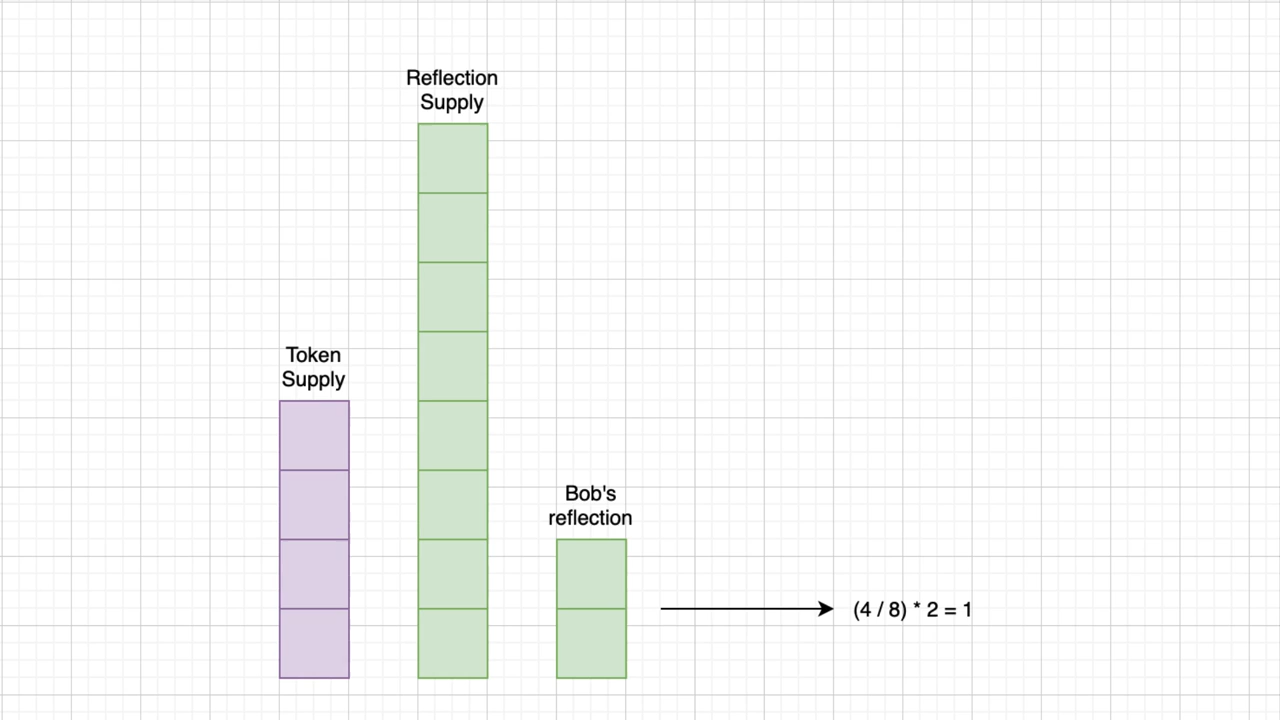 Reflection
Supply
Token
Supply
Bob's
reflection
(4 / 8) * 2 = 1